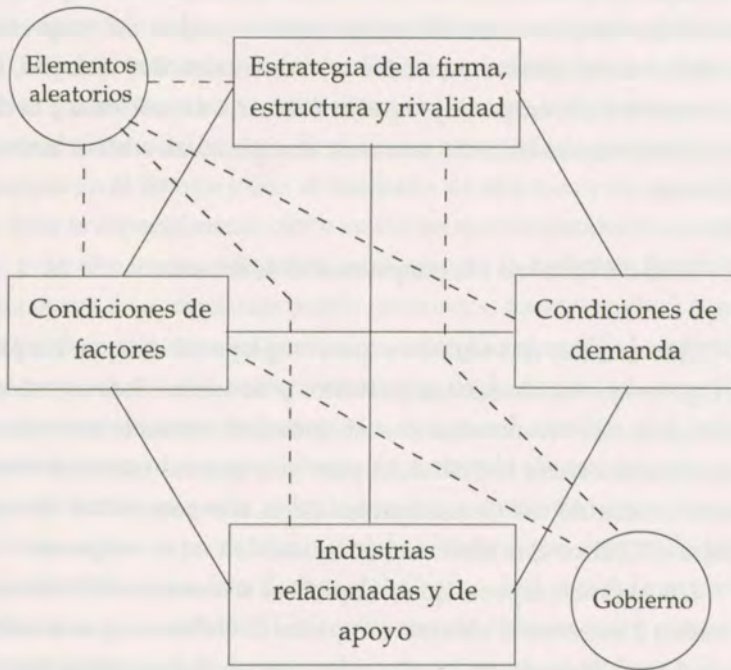 Elementos
aleatorios
Estrategia de la firma,
estructura y rivalidad
Condiciones de
factores
Condiciones de
demanda
Industrias
relacionadas y de
apoyo
Gobierno